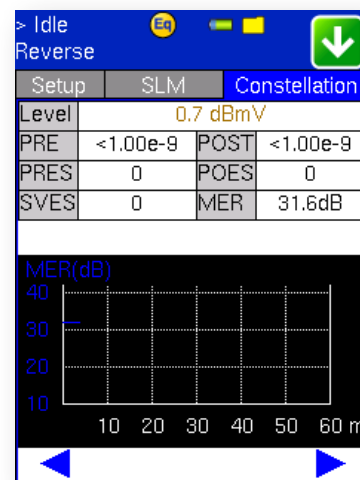 > Idle Eq
Reverse
Setup SLM Constellation
Level 0.7 dBmV
PRE <1.00e-9 POST <1.00e-9
PRES 0 POES 0
SVES 0 MER 31.6dB
MER(dB)
40
30
20
10
10 20 30 40 50 60 m